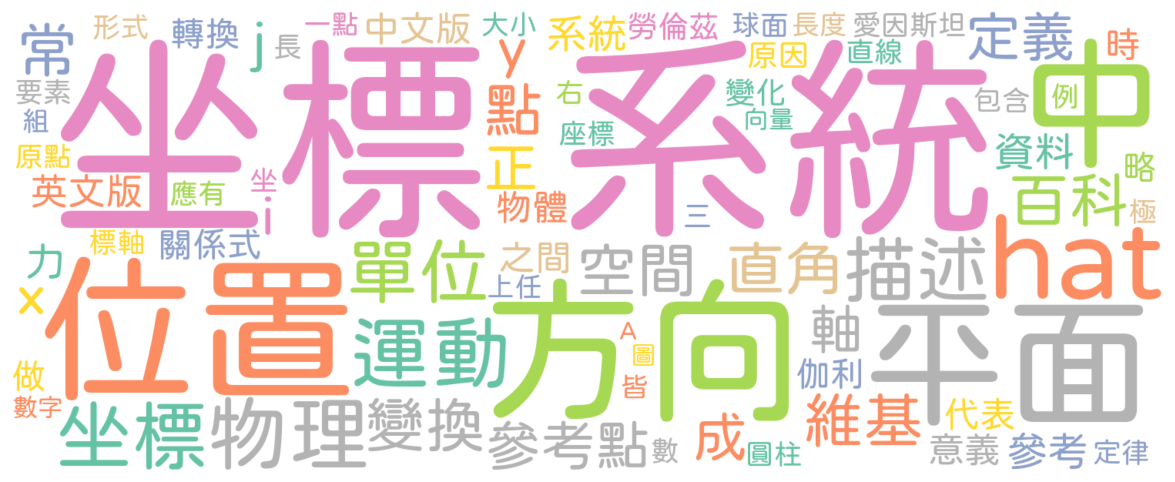 常
形式
轉換
j
長
一點
中文版
大小
系統
勞倫茲
球面
長度
愛因斯坦
定義
時
要素
組
坐標系統
y
原因
直線
中
例
點
右
變化
向量
包含
座標
原點
英文版
應有
坐
i
正
物體
三
資料
百科
略
極
標軸
關係式
力
x
位置
單位
之間
上任
空間
直角
描述
hat
運動
方向
A
圖
皆
軸
伽利
平面
做
數字
坐標
物理
變換
參考點
數
成
圓柱
維基
代表
意義
參考
定律